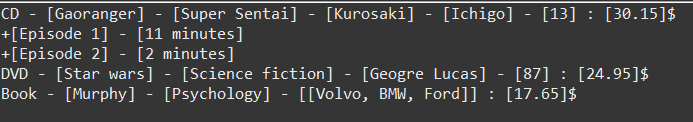 CD - [Gaoranger] - [Super Sentai] - [Kurosaki] - [Ichigo] - [13] : [30.15]$
+[Episode 1] - [11 minutes]
+[Episode 2] - [2 minutes]
DVD - [Star wars] - [Science fiction] - [Geogre Lucas] - [87] : [24.95]$
Book - [Murphy] - [Psychology] - [[Volvo, BMW, Ford]] : [17.65]$